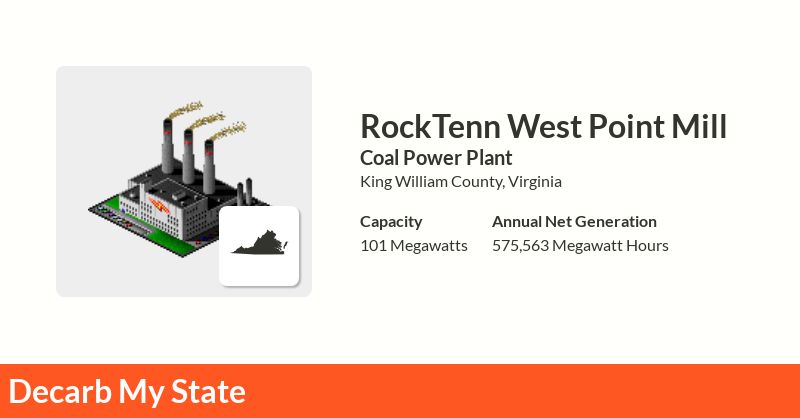 RockTenn West Point Mill
Coal Power Plant
King William County, Virginia
Capacity
Annual Net Generation
101 Megawatts
575,563 Megawatt Hours
Decarb My State